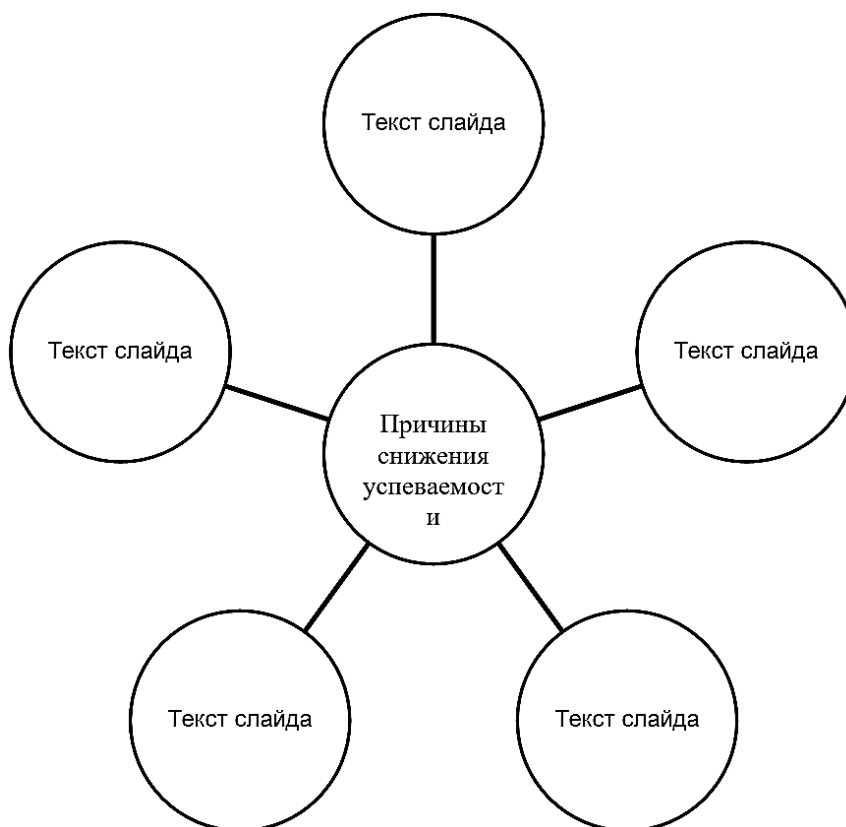 Текст слайда
Текст слайда
Текст слайда
Причины
снижения
успеваемост
и
Текст слайда
Текст слайда